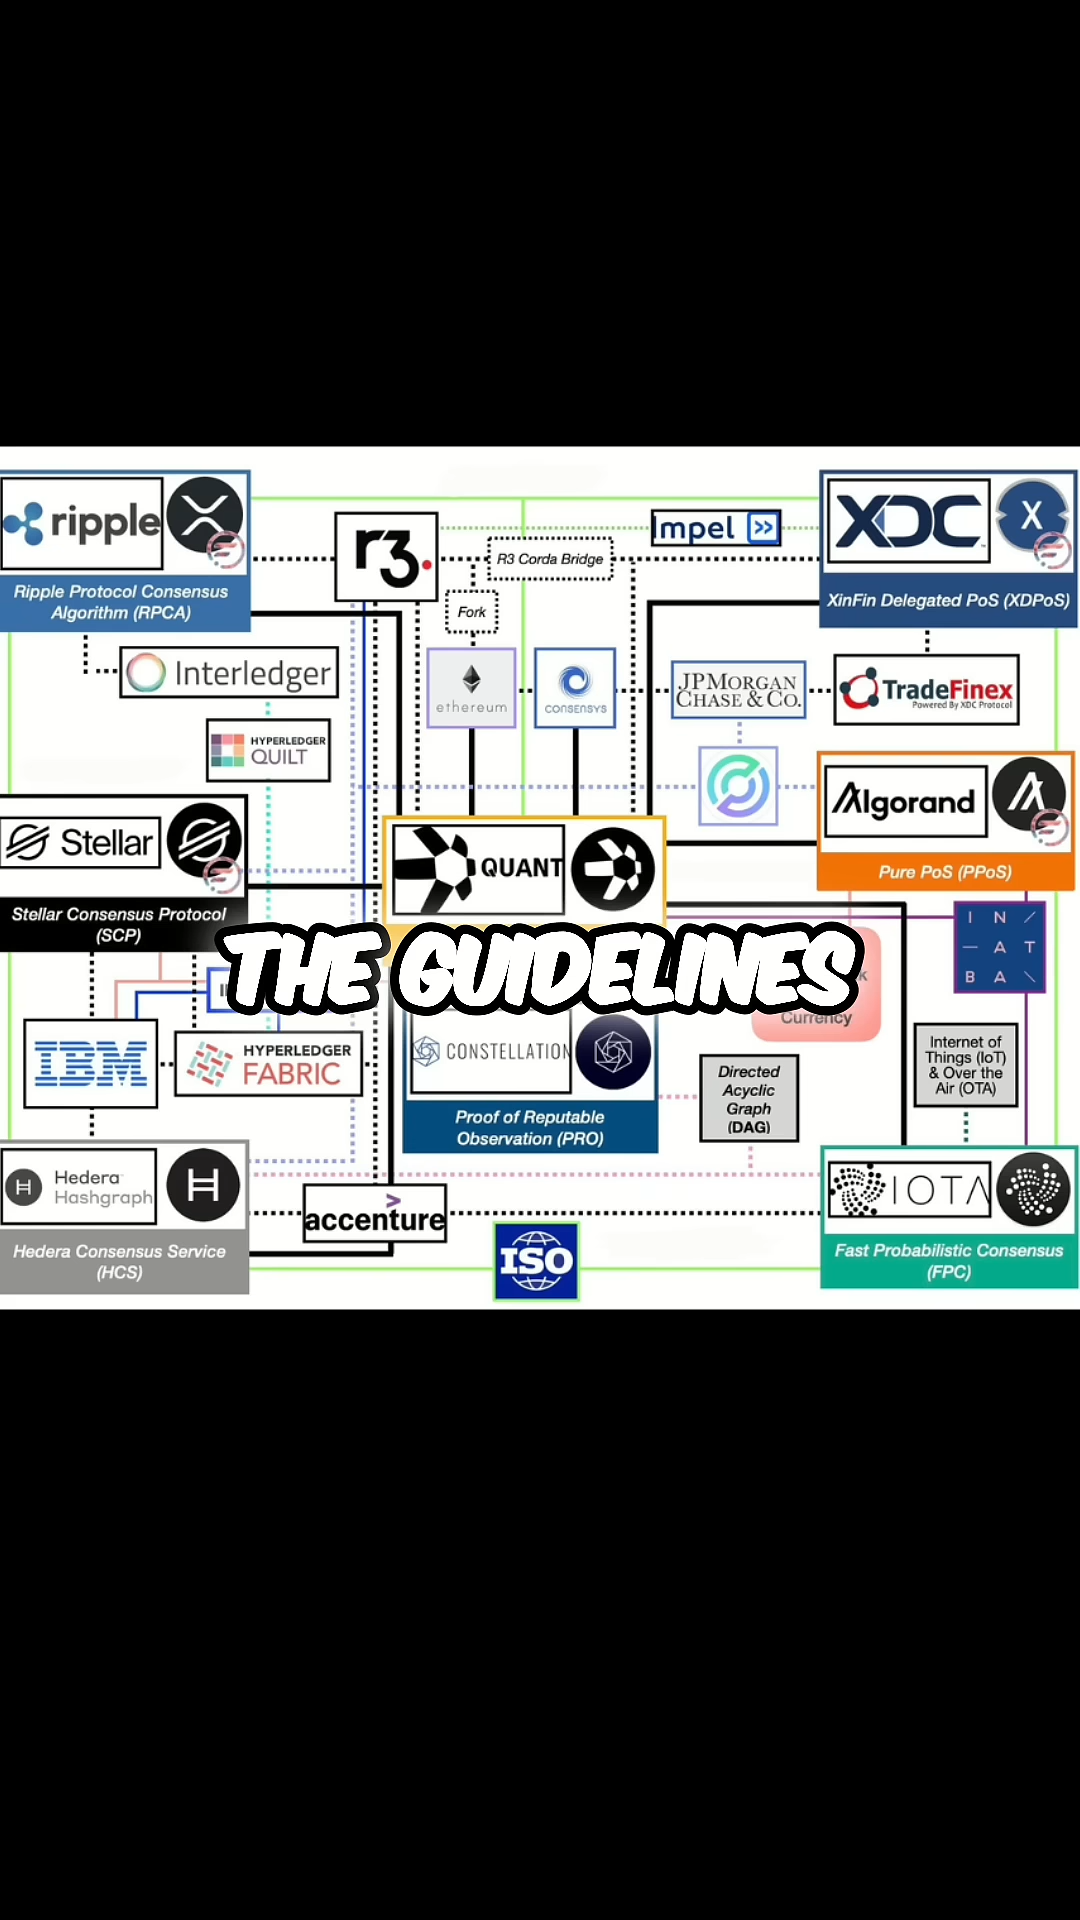 ripple
Ripple Protocol Consensus
Algorithm (RPCA)
r3.
R3 Corda Bridge
Fork
Impel
XDC
X
XinFin Delegated PoS (XDPoS)
Interledger
HYPERLEDGER
QUILT
ethereum
CONSENSYS
JPMORGAN
CHASE & CO.
TradeFinex
Powered By XDC Protocol
Stellar
Stellar Consensus Protocol
(SCP)
QUANT
Algorand
Pure PoS (PPoS)
THE GUIDELINES
I N /
— A T
B A \
Currency
IBM
HYPERLEDGER
FABRIC
CONSTELLATION
Proof of Reputable
Observation (PRO)
Directed
Acyclic
Graph
(DAG)
Internet of
Things (IoT)
& Over the
Air (OTA)
Hedera
Hashgraph
H
Hedera Consensus Service
(HCS)
>
accenture
ISO
IOTA
Fast Probabilistic Consensus
(FPC)